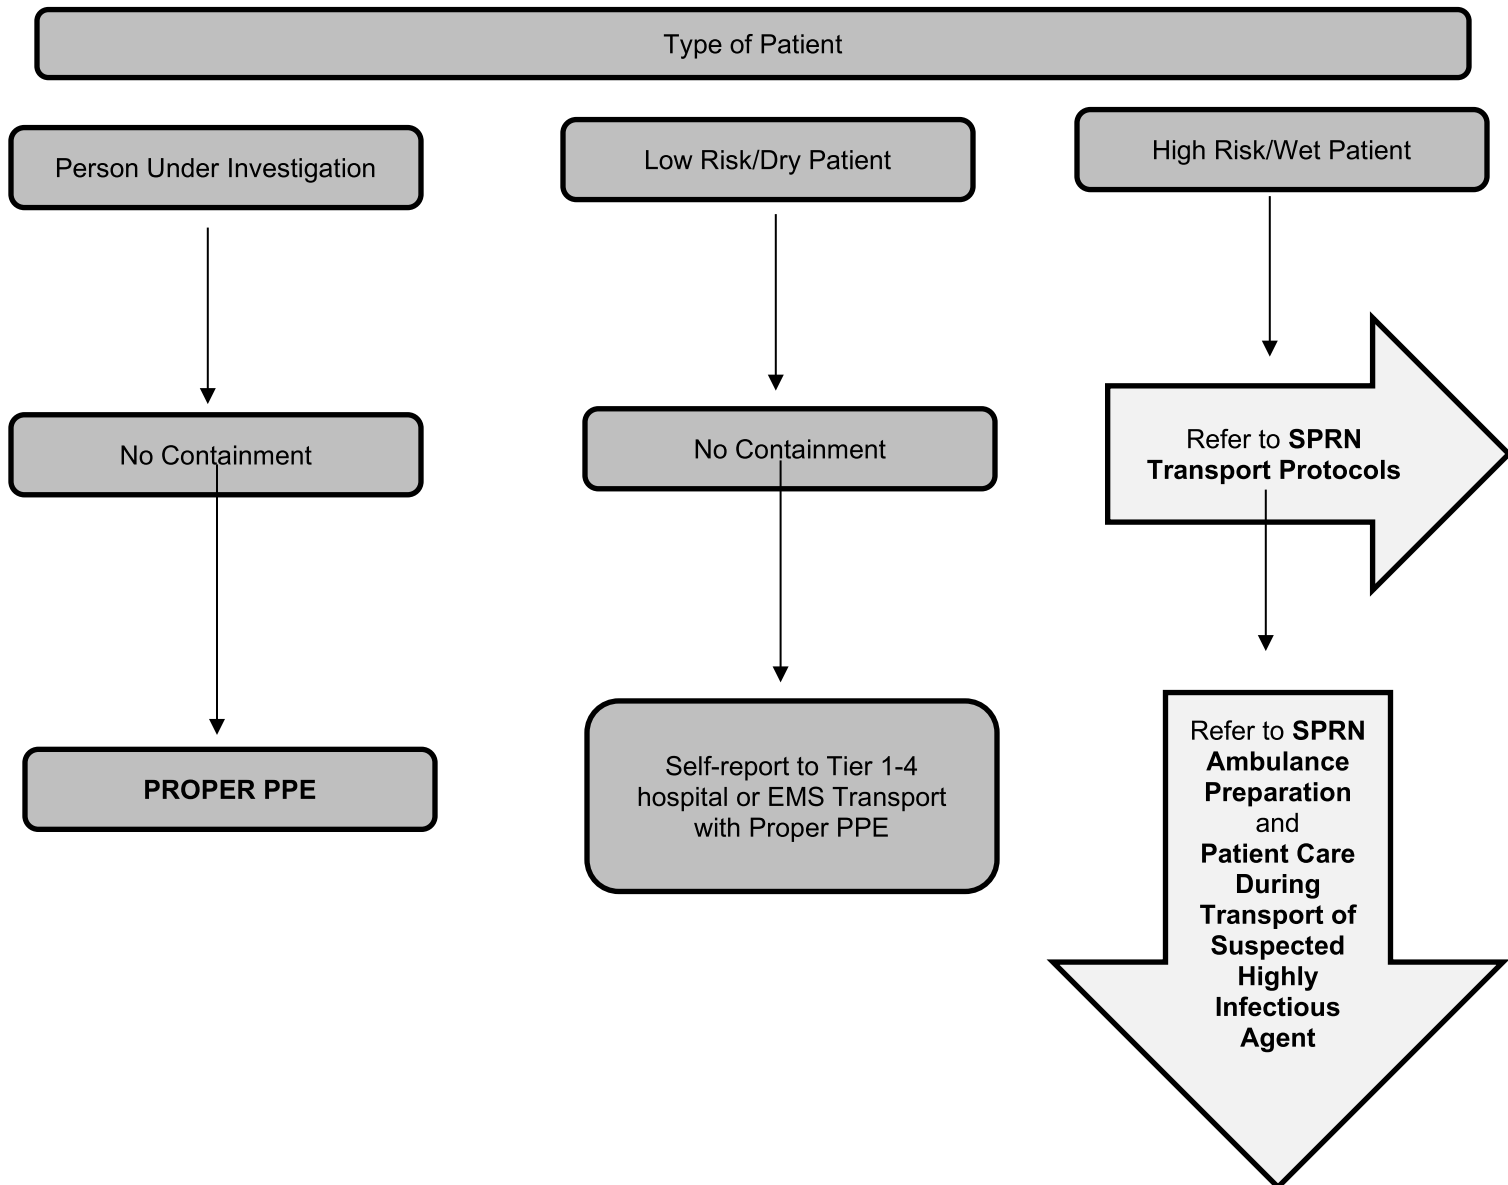 Type of Patient
Person Under Investigation
Low Risk/Dry Patient
High Risk/Wet Patient
No Containment
No Containment
Refer to SPRN
Transport Protocols
PROPER PPE
Self-report to Tier 1-4
hospital or EMS Transport
with Proper PPE
Refer to SPRN
Ambulance
Preparation
and
Patient Care
During
Transport of
Suspected
Highly
Infectious
Agent